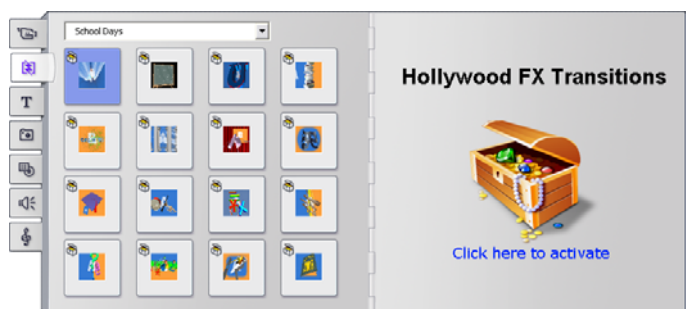 School Days
Hollywood FX Transitions
T
Click here to activate